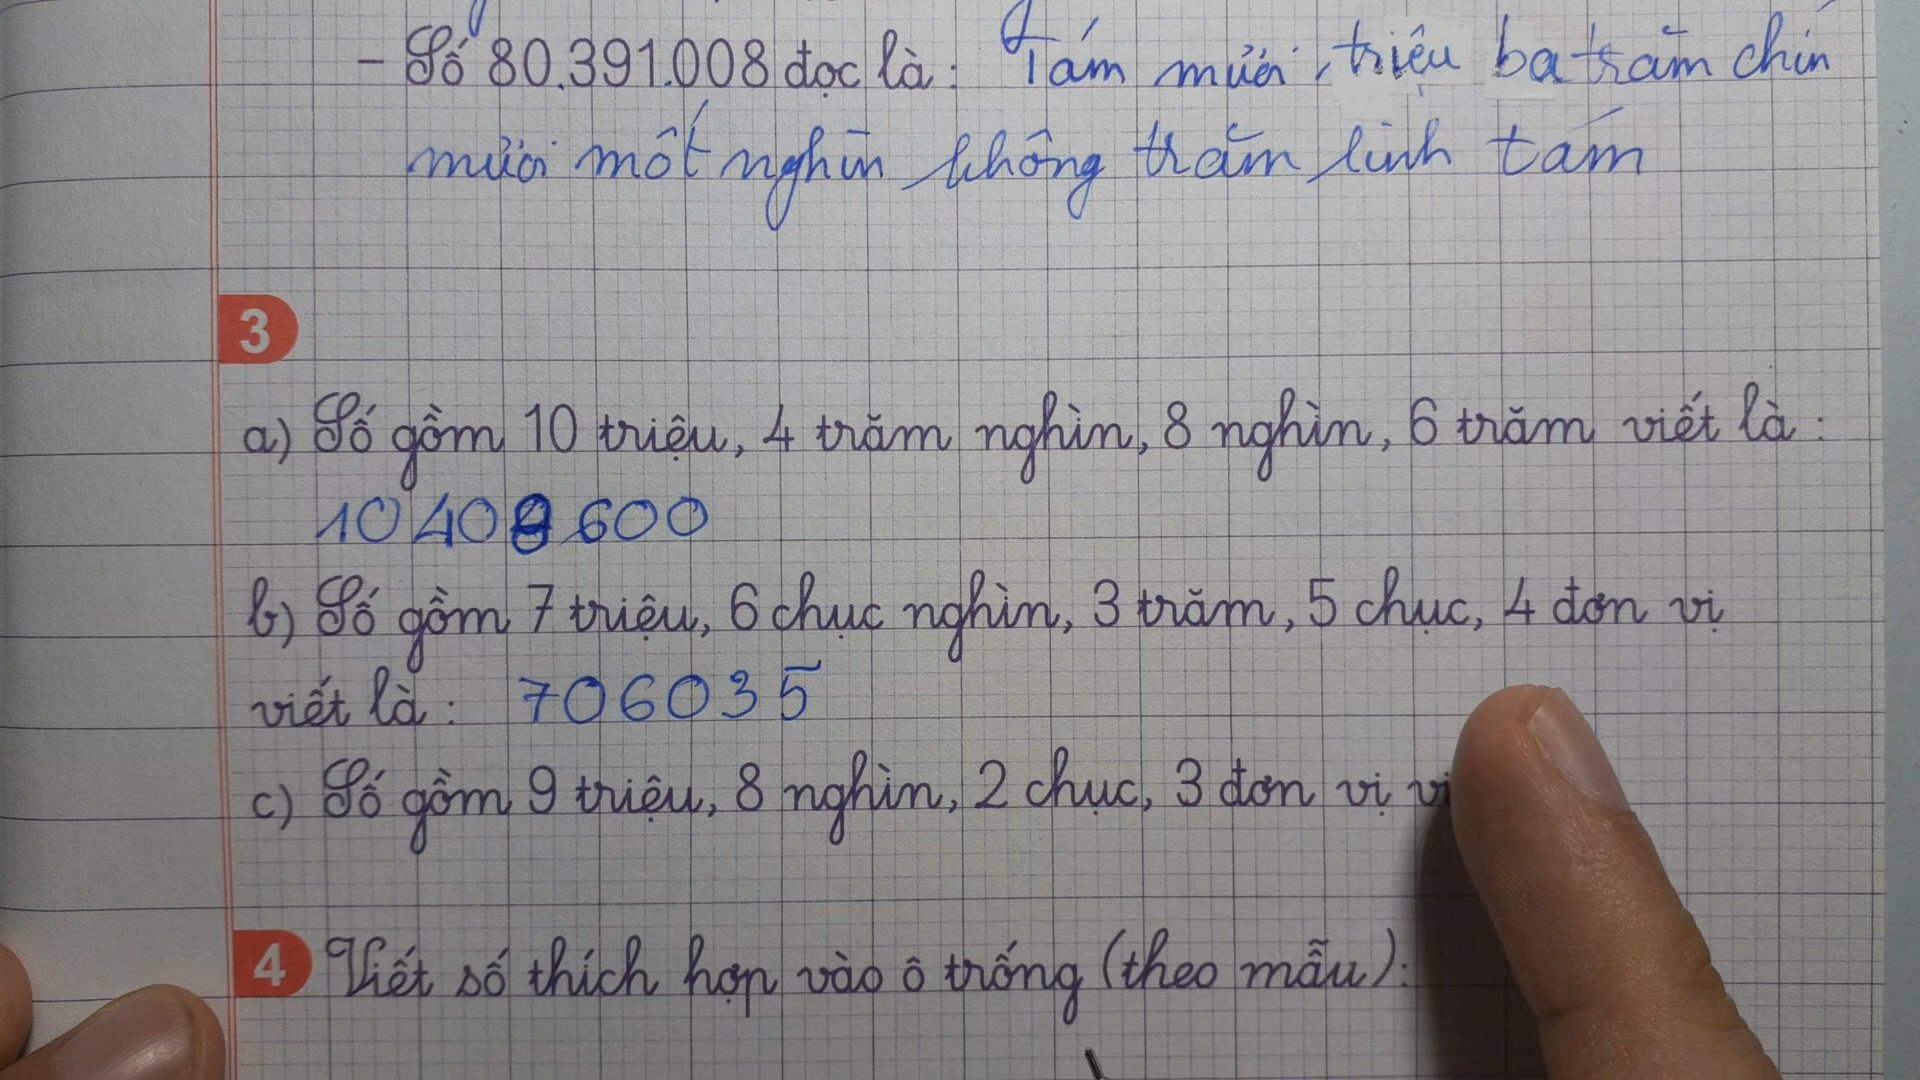 - Số 80.391.008 đọc là: Tám mươi triệu ba trăm chín
mươi mốt nghìn không trăm linh tám
3
a) Số gồm 10 triệu, 4 trăm nghìn, 8 nghìn, 6 trăm viết là:
10 408 600
b) Số gồm 7 triệu, 6 chục nghìn, 3 trăm, 5 chục, 4 đơn vị
viết là: 706035
c) Số gồm 9 triệu, 8 nghìn, 2 chục, 3 đơn vị
4 Viết số thích hợp vào ô trống (theo mẫu):